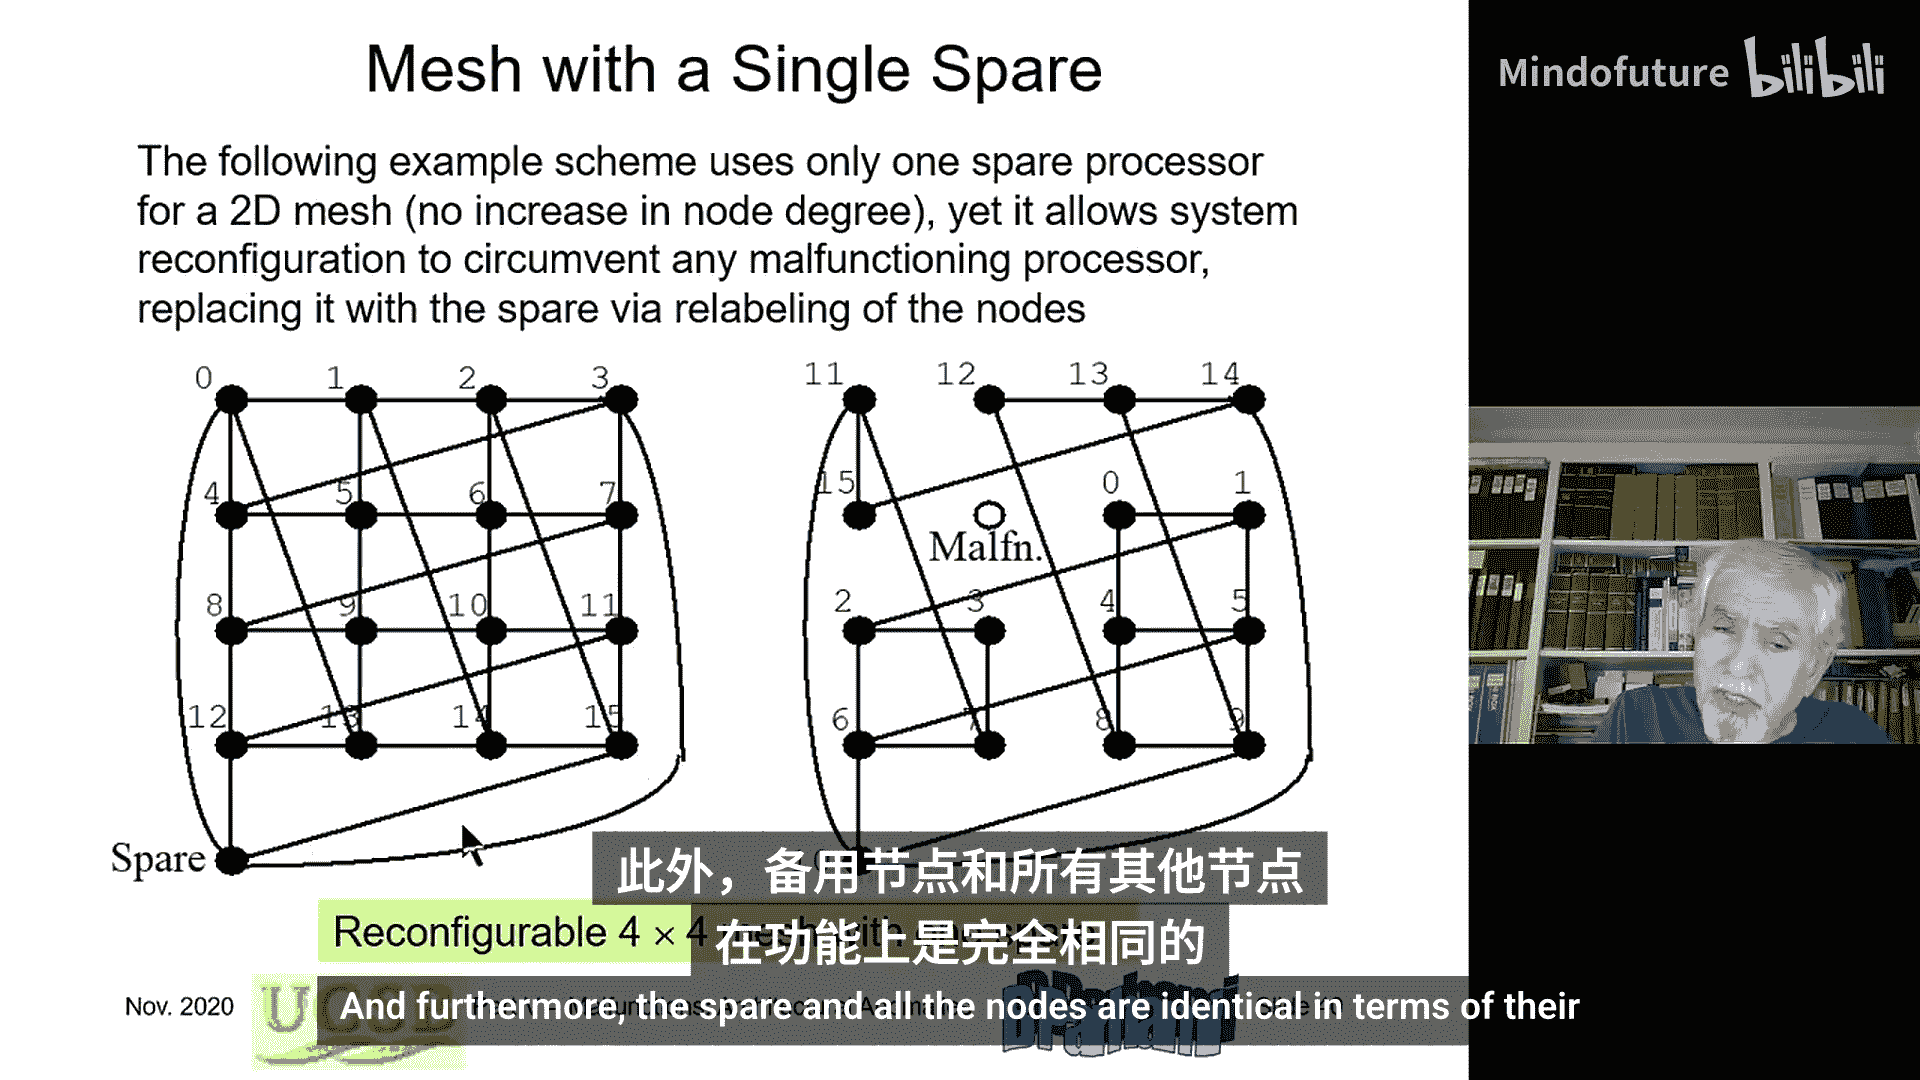 Mesh with a Single Spare
Mindofuture bilibili
The following example scheme uses only one spare processor
for a 2D mesh (no increase in node degree), yet it allows system
reconfiguration to circumvent any malfunctioning processor,
replacing it with the spare via relabeling of the nodes
0 1 2 3
4 5 6 7
8 9 10 11
12 13 14 15
Spare
11 12 13 14
15 0 1
Malfn.
2 3 4 5
6 7 8 9
此外，备用节点和所有其他节点
在功能上是完全相同的
Reconfigurable 4 × 4 mesh with
Nov. 2020
UCSB
And furthermore, the spare and all the nodes are identical in terms of their